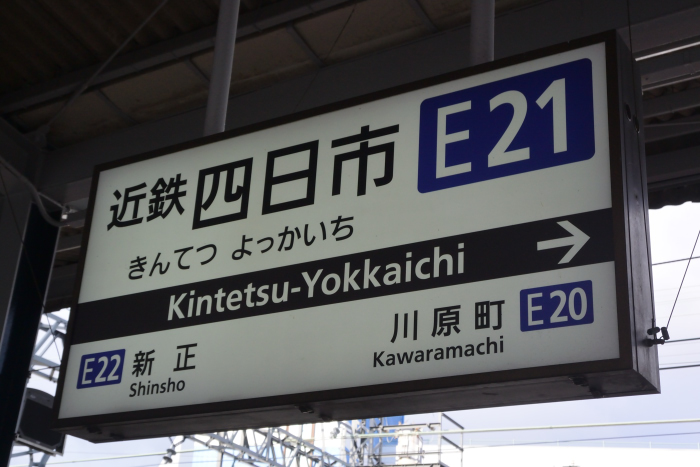 近鉄四日市 E21
きんてつ よっかいち
Kintetsu-Yokkaichi →
E22 新正 川原町 E20
Shinsho Kawaramachi